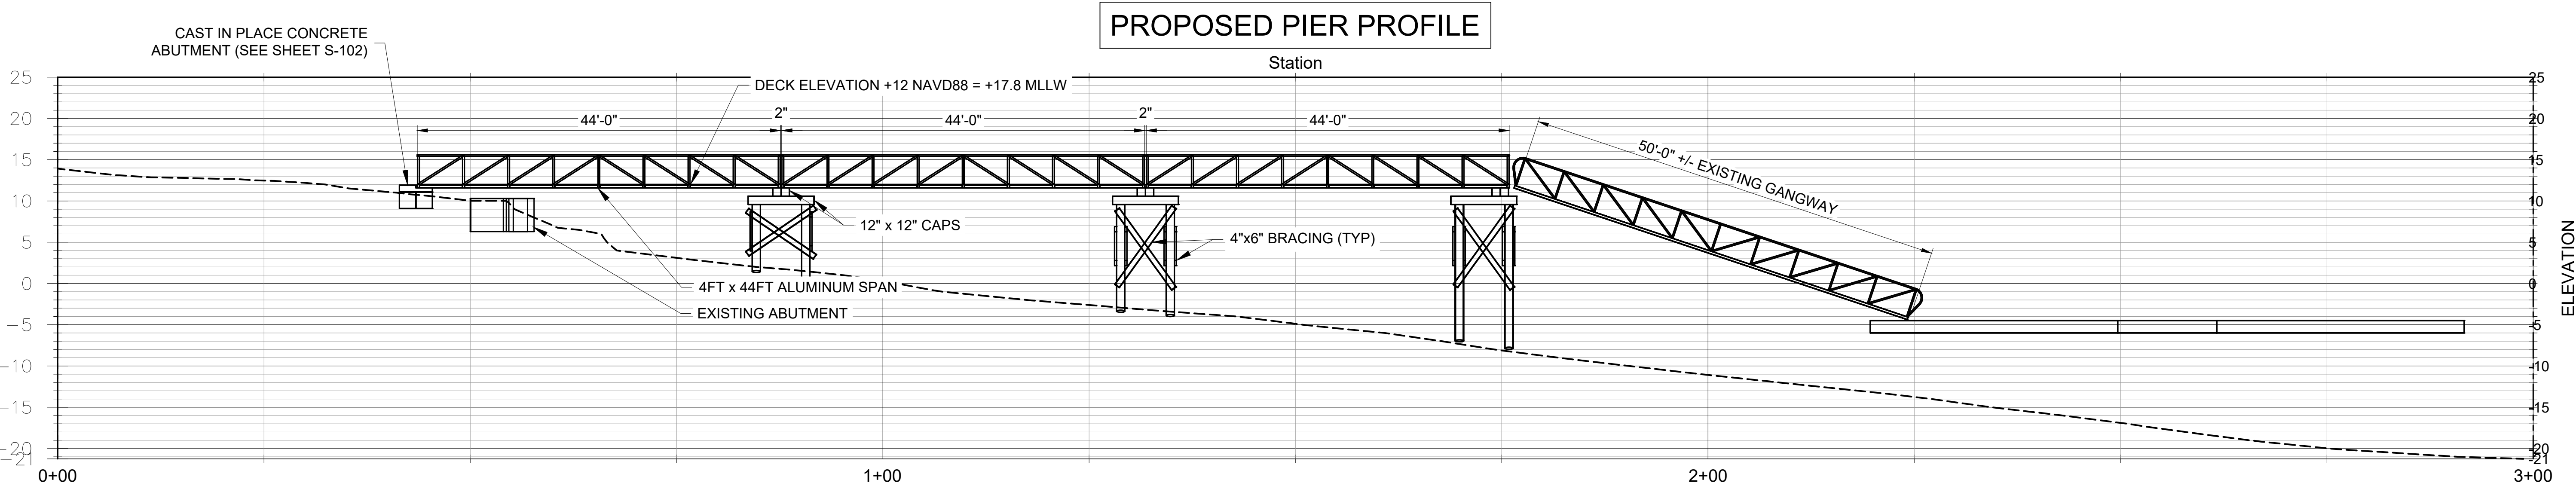 PROPOSED PIER PROFILE
Station
CAST IN PLACE CONCRETE
ABUTMENT (SEE SHEET S-102)
DECK ELEVATION +12 NAVD88 = +17.8 MLLW
44'-0"
2"
44'-0"
2"
44'-0"
50'-0" +/- EXISTING GANGWAY
12" x 12" CAPS
4"x6" BRACING (TYP)
4FT x 44FT ALUMINUM SPAN
EXISTING ABUTMENT
25
20
15
10
5
0
-5
-10
-15
-20
-21
25
20
15
10
5
0
-5
-10
-15
-20
-21
ELEVATION
0+00
1+00
2+00
3+00